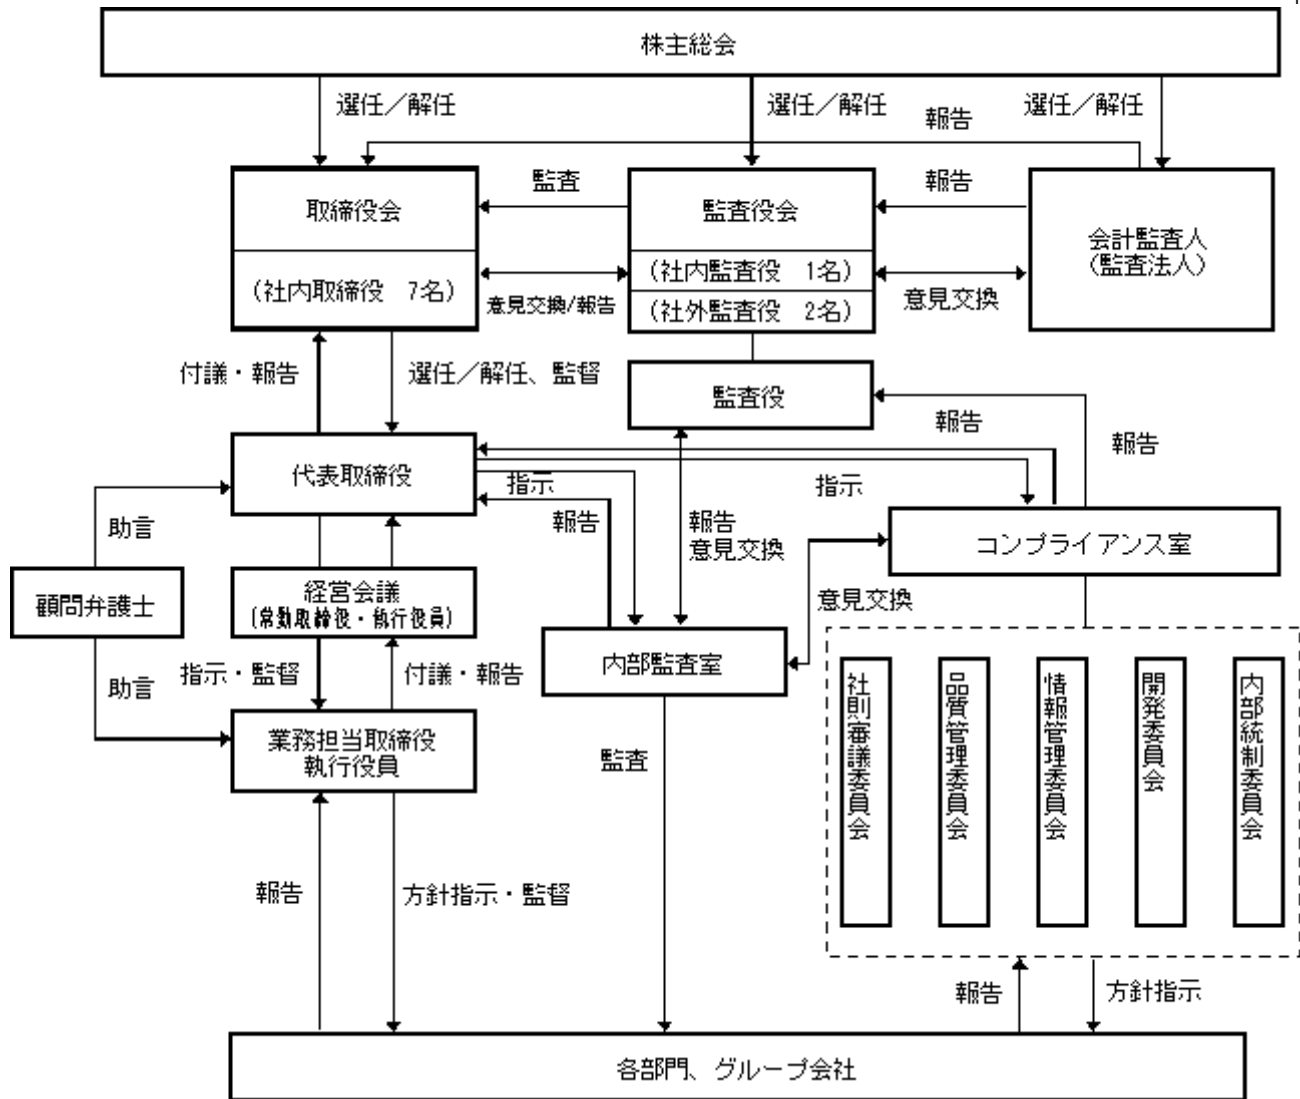 株主総会
選任／解任
選任／解任
選任／解任
報告
取締役会
(社内取締役　7名)
監査
監査役会
(社内監査役　1名)
(社外監査役　2名)
報告
会計監査人
(監査法人)
意見交換/報告
意見交換
付議・報告
選任／解任、監督
監査役
報告
報告
代表取締役
指示
指示
報告
報告
意見交換
助言
コンプライアンス室
顧問弁護士
経営会議
(常勤取締役・執行役員)
意見交換
内部監査室
指示・監督
付議・報告
助言
業務担当取締役
執行役員
監査
社則審議委員会
品質管理委員会
情報管理委員会
開発委員会
内部統制委員会
報告
方針指示・監督
報告
方針指示
各部門、グループ会社